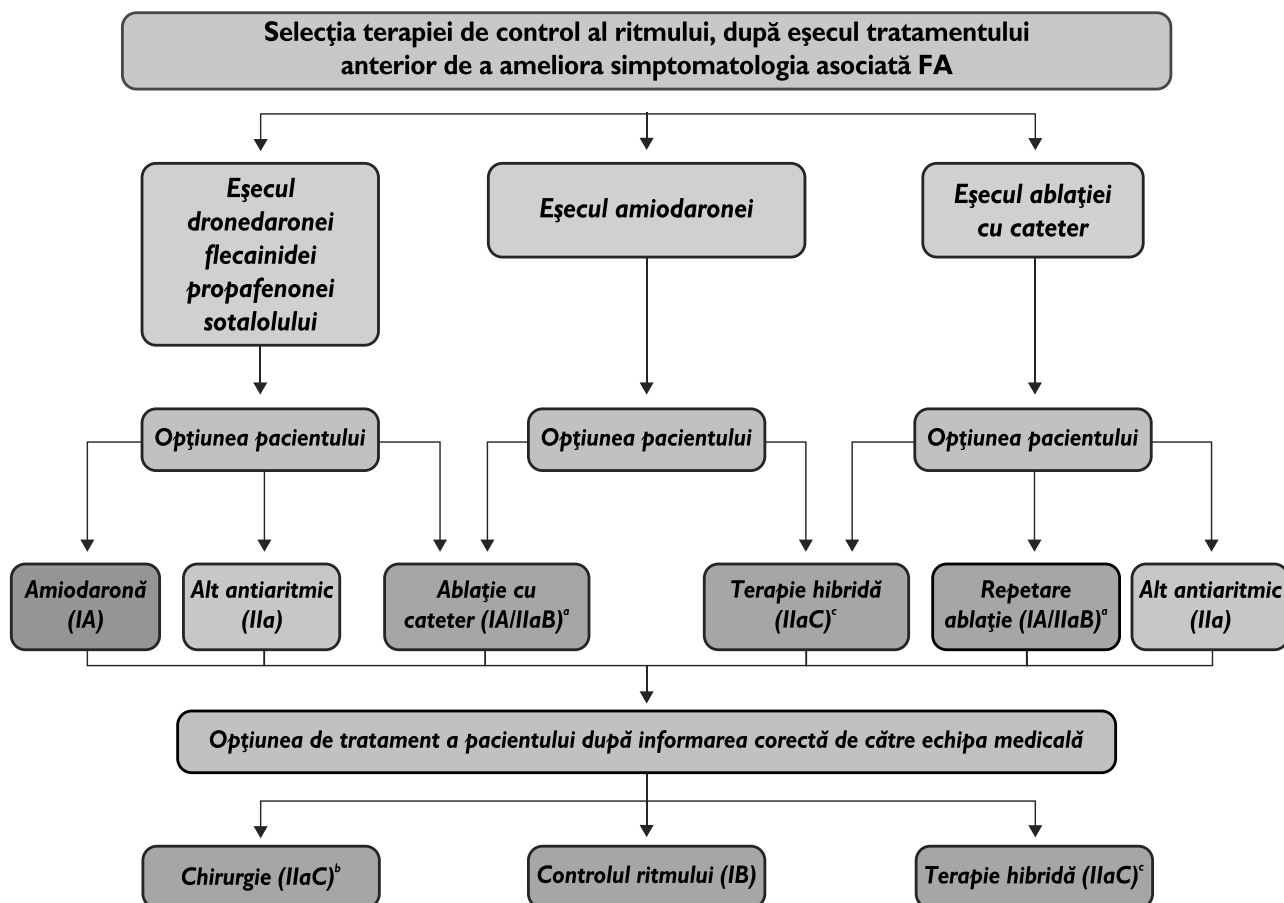 Selecţia terapiei de control al ritmului, după eşecul tratamentului
anterior de a ameliora simptomatologia asociată FA
Eşecul
dronedaronei
flecainidei
propafenonei
sotalolului
Eşecul amiodaronei
Eşecul ablaţiei
cu cateter
Opţiunea pacientului
Opţiunea pacientului
Opţiunea pacientului
Amiodaronă
(IA)
Alt antiaritmic
(IIa)
Ablaţie cu
cateter (IA/IIaB)a
Terapie hibridă
(IIaC)c
Repetare
ablaţie (IA/IIaB)a
Alt antiaritmic
(IIa)
Opţiunea de tratament a pacientului după informarea corectă de către echipa medicală
Chirurgie (IIaC)b
Controlul ritmului (IB)
Terapie hibridă (IIaC)c